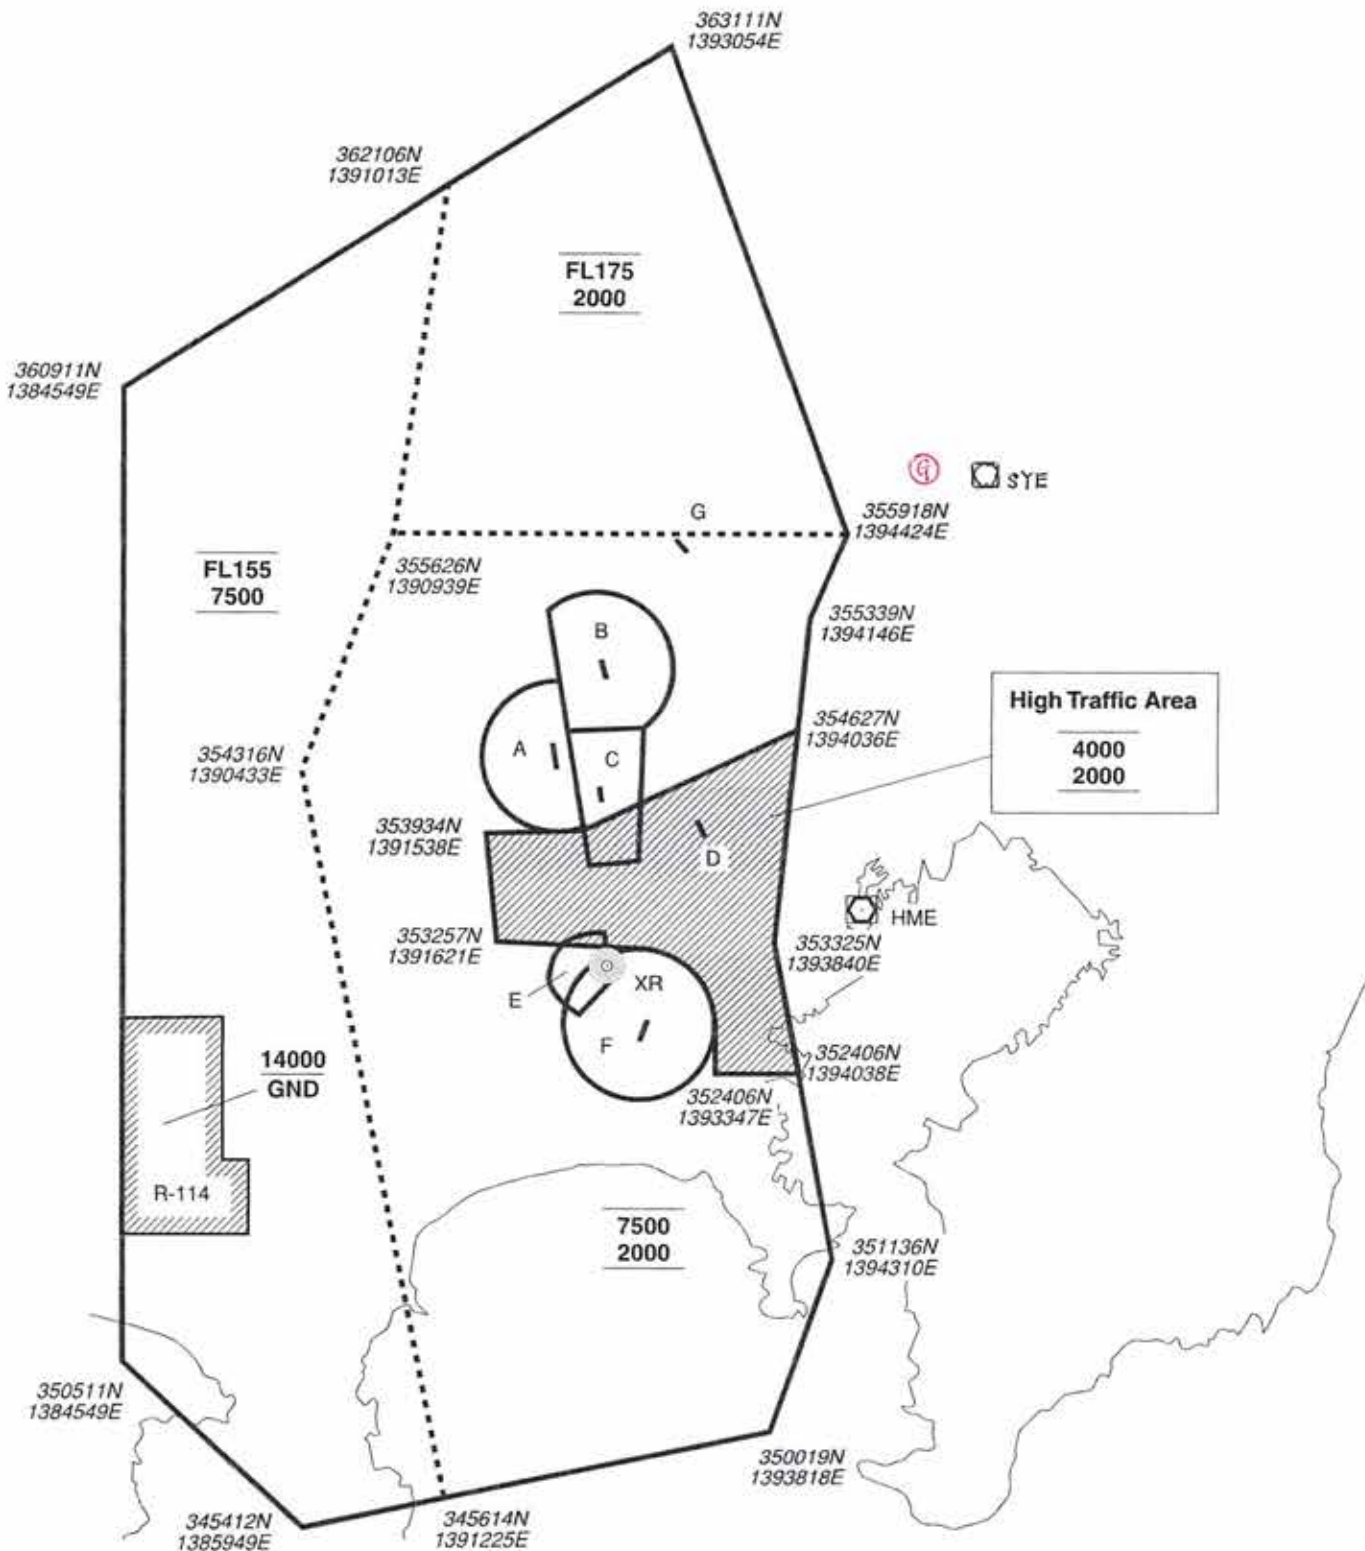 363111N
1393054E
362106N
1391013E
FL175
2000
360911N
1384549E
G
SYE
355918N
1394424E
G
FL155
7500
355626N
1390939E
355339N
1394146E
B
High Traffic Area
4000
2000
354627N
1394036E
354316N
1390433E
A
C
353934N
1391538E
D
HME
353257N
1391621E
353325N
1393840E
XR
E
F
14000
GND
352406N
1394038E
352406N
1393347E
R-114
7500
2000
351136N
1394310E
350511N
1384549E
350019N
1393818E
345412N
1385949E
345614N
1391225E